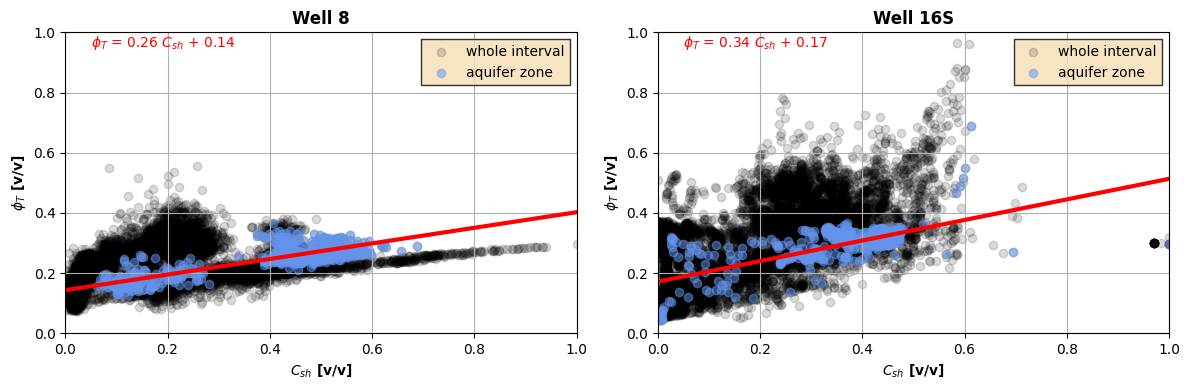 Well 8
ϕT = 0.26 Csh + 0.14
whole interval
aquifer zone
ϕT [v/v]
1.0
0.8
0.6
0.4
0.2
0.0
0.0 0.2 0.4 0.6 0.8 1.0
Csh [v/v]
Well 16S
ϕT = 0.34 Csh + 0.17
whole interval
aquifer zone
ϕT [v/v]
1.0
0.8
0.6
0.4
0.2
0.0
0.0 0.2 0.4 0.6 0.8 1.0
Csh [v/v]